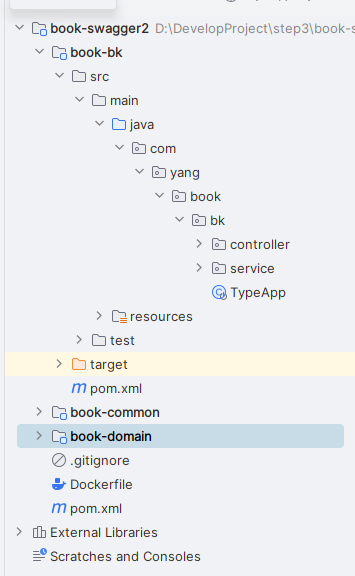 book-swagger2 D:\DevelopProject\step3\book-s
book-bk
src
main
java
com
yang
book
bk
controller
service
TypeApp
resources
test
target
pom.xml
book-common
book-domain
.gitignore
Dockerfile
pom.xml
External Libraries
Scratches and Consoles